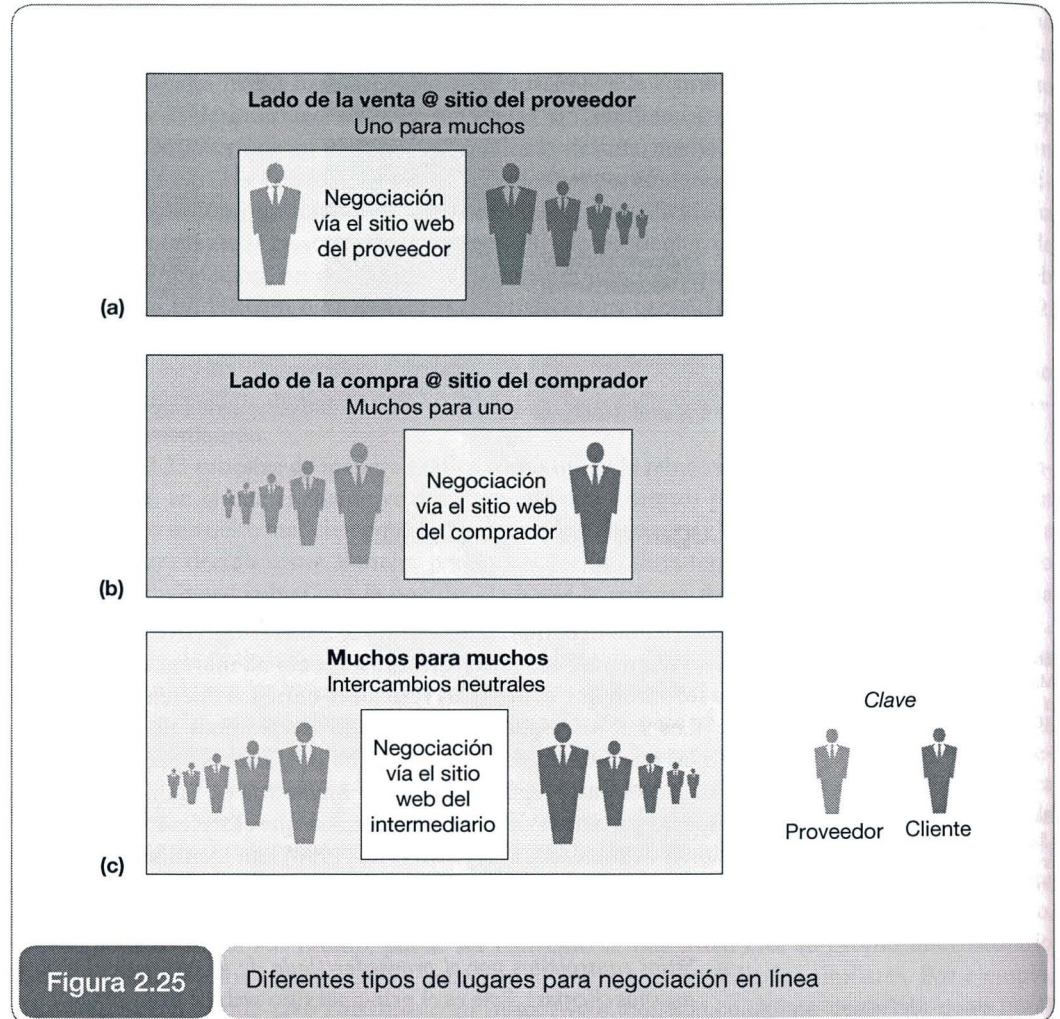 Lado de la venta @ sitio del proveedor
Uno para muchos
Negociación
vía el sitio web
del proveedor
(a)
Lado de la compra @ sitio del comprador
Muchos para uno
Negociación
vía el sitio web
del comprador
(b)
Muchos para muchos
Intercambios neutrales
Negociación
vía el sitio
web del
intermediario
(c)
Clave
Proveedor
Cliente
Figura 2.25
Diferentes tipos de lugares para negociación en línea